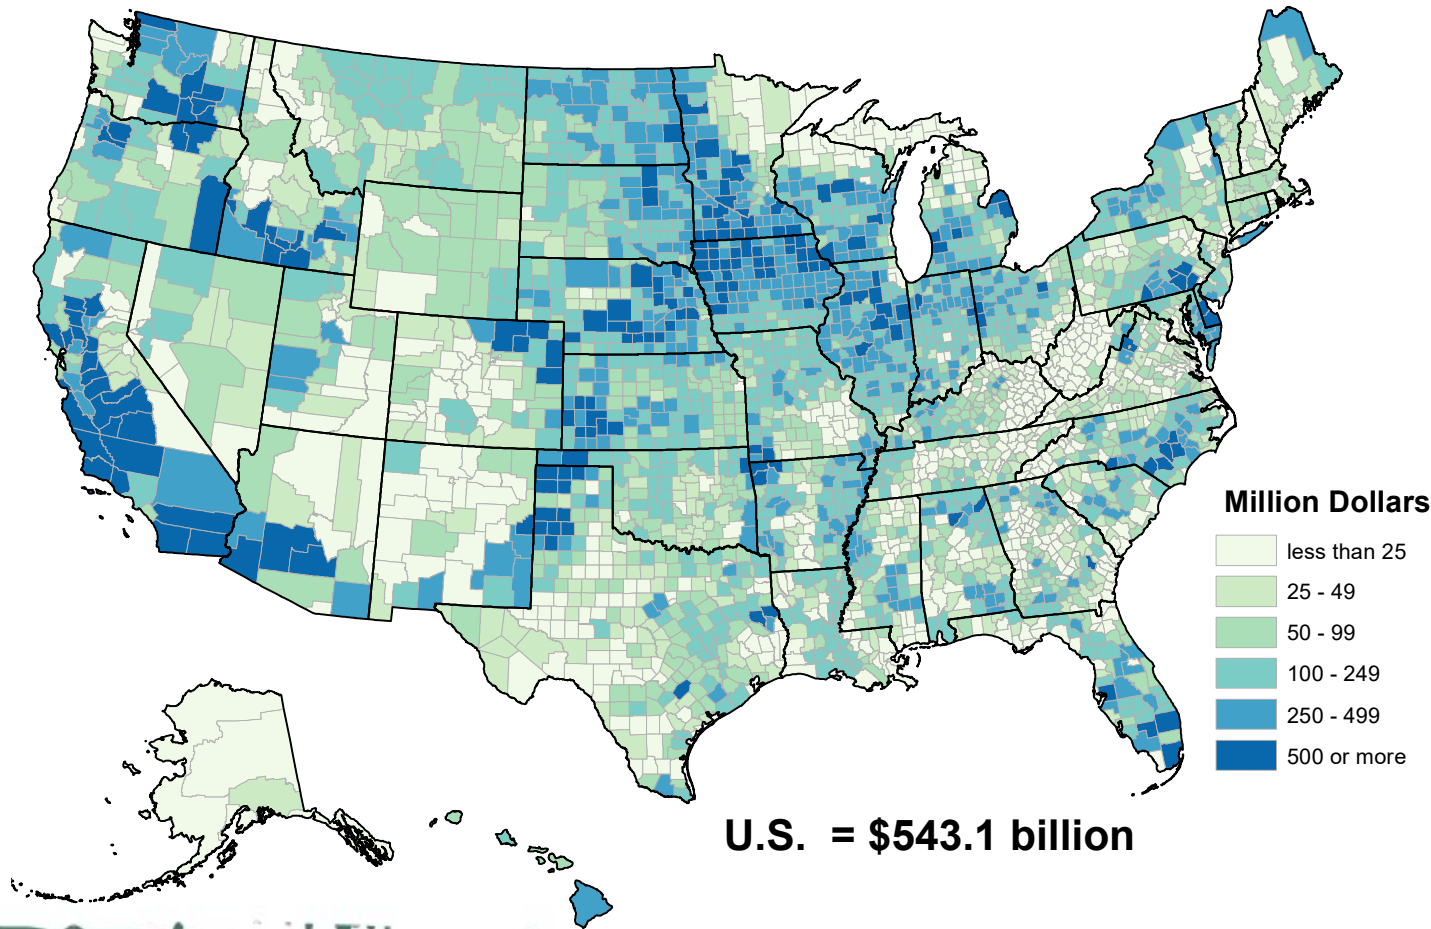 Million Dollars
less than 25
25 - 49
50 - 99
100 - 249
250 - 499
500 or more
U.S. = $543.1 billion